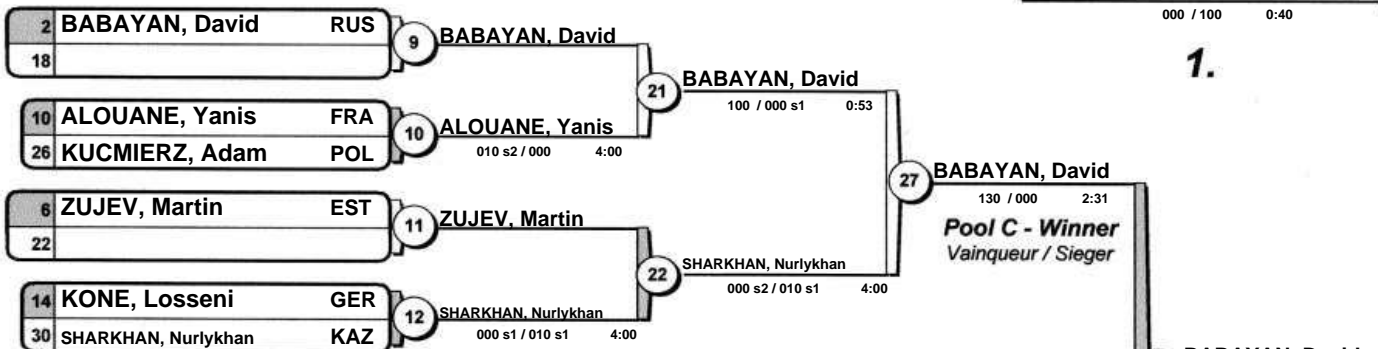 000 / 100 0:40
1.
2 BABAYAN, David RUS
18
9 BABAYAN, David
10 ALOUANE, Yanis FRA
26 KUCMIERZ, Adam POL
10 ALOUANE, Yanis
010 s2 / 000 4:00
21 BABAYAN, David
100 / 000 s1 0:53
6 ZUJEV, Martin EST
22
11 ZUJEV, Martin
14 KONE, Losseni GER
30 SHARKHAN, Nurlykhan KAZ
12 SHARKHAN, Nurlykhan
000 s1 / 010 s1 4:00
22 SHARKHAN, Nurlykhan
000 s2 / 010 s1 4:00
27 BABAYAN, David
130 / 000 2:31
Pool C - Winner
Vainqueur / Sieger